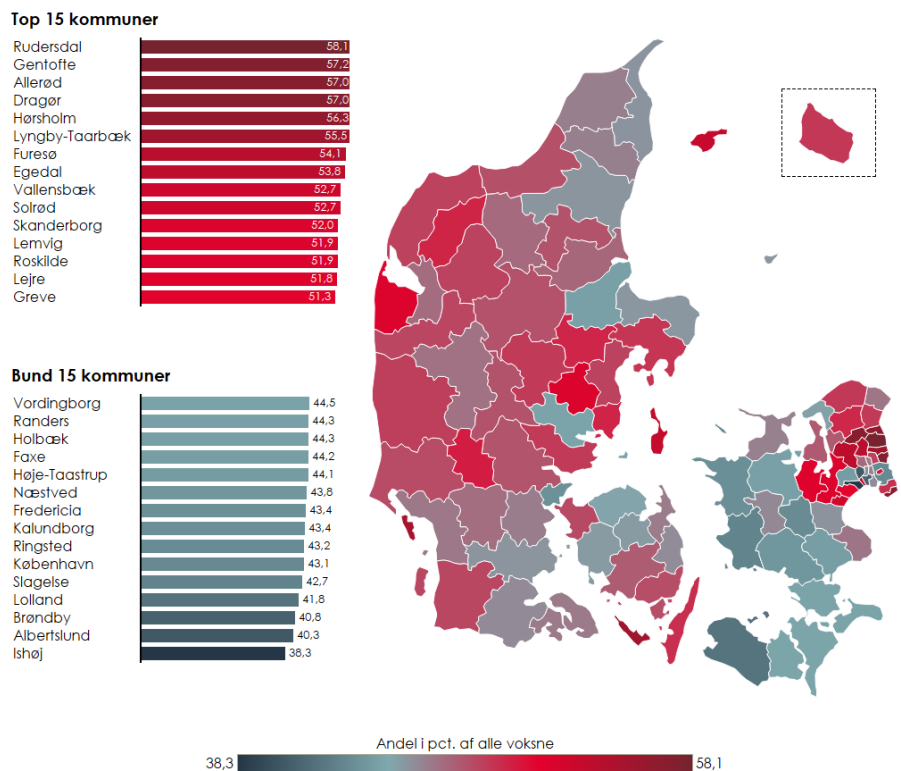 Top 15 kommuner
Rudersdal 58,1
Gentofte 57,2
Allerød 57,0
Dragør 57,0
Hørsholm 56,3
Lyngby-Taarbæk 55,5
Furesø 54,1
Egedal 53,8
Vallensbæk 52,7
Solrød 52,7
Skanderborg 52,0
Lemvig 51,9
Roskilde 51,9
Lejre 51,8
Greve 51,3
Bund 15 kommuner
Vordingborg 44,5
Randers 44,3
Holbæk 44,3
Faxe 44,2
Høje-Taastrup 44,1
Næstved 43,8
Fredericia 43,4
Kalundborg 43,4
Ringsted 43,2
København 43,1
Slagelse 42,7
Lolland 41,8
Brøndby 40,8
Albertslund 40,3
Ishøj 38,3
Andel i pct. af alle voksne
38,3 58,1